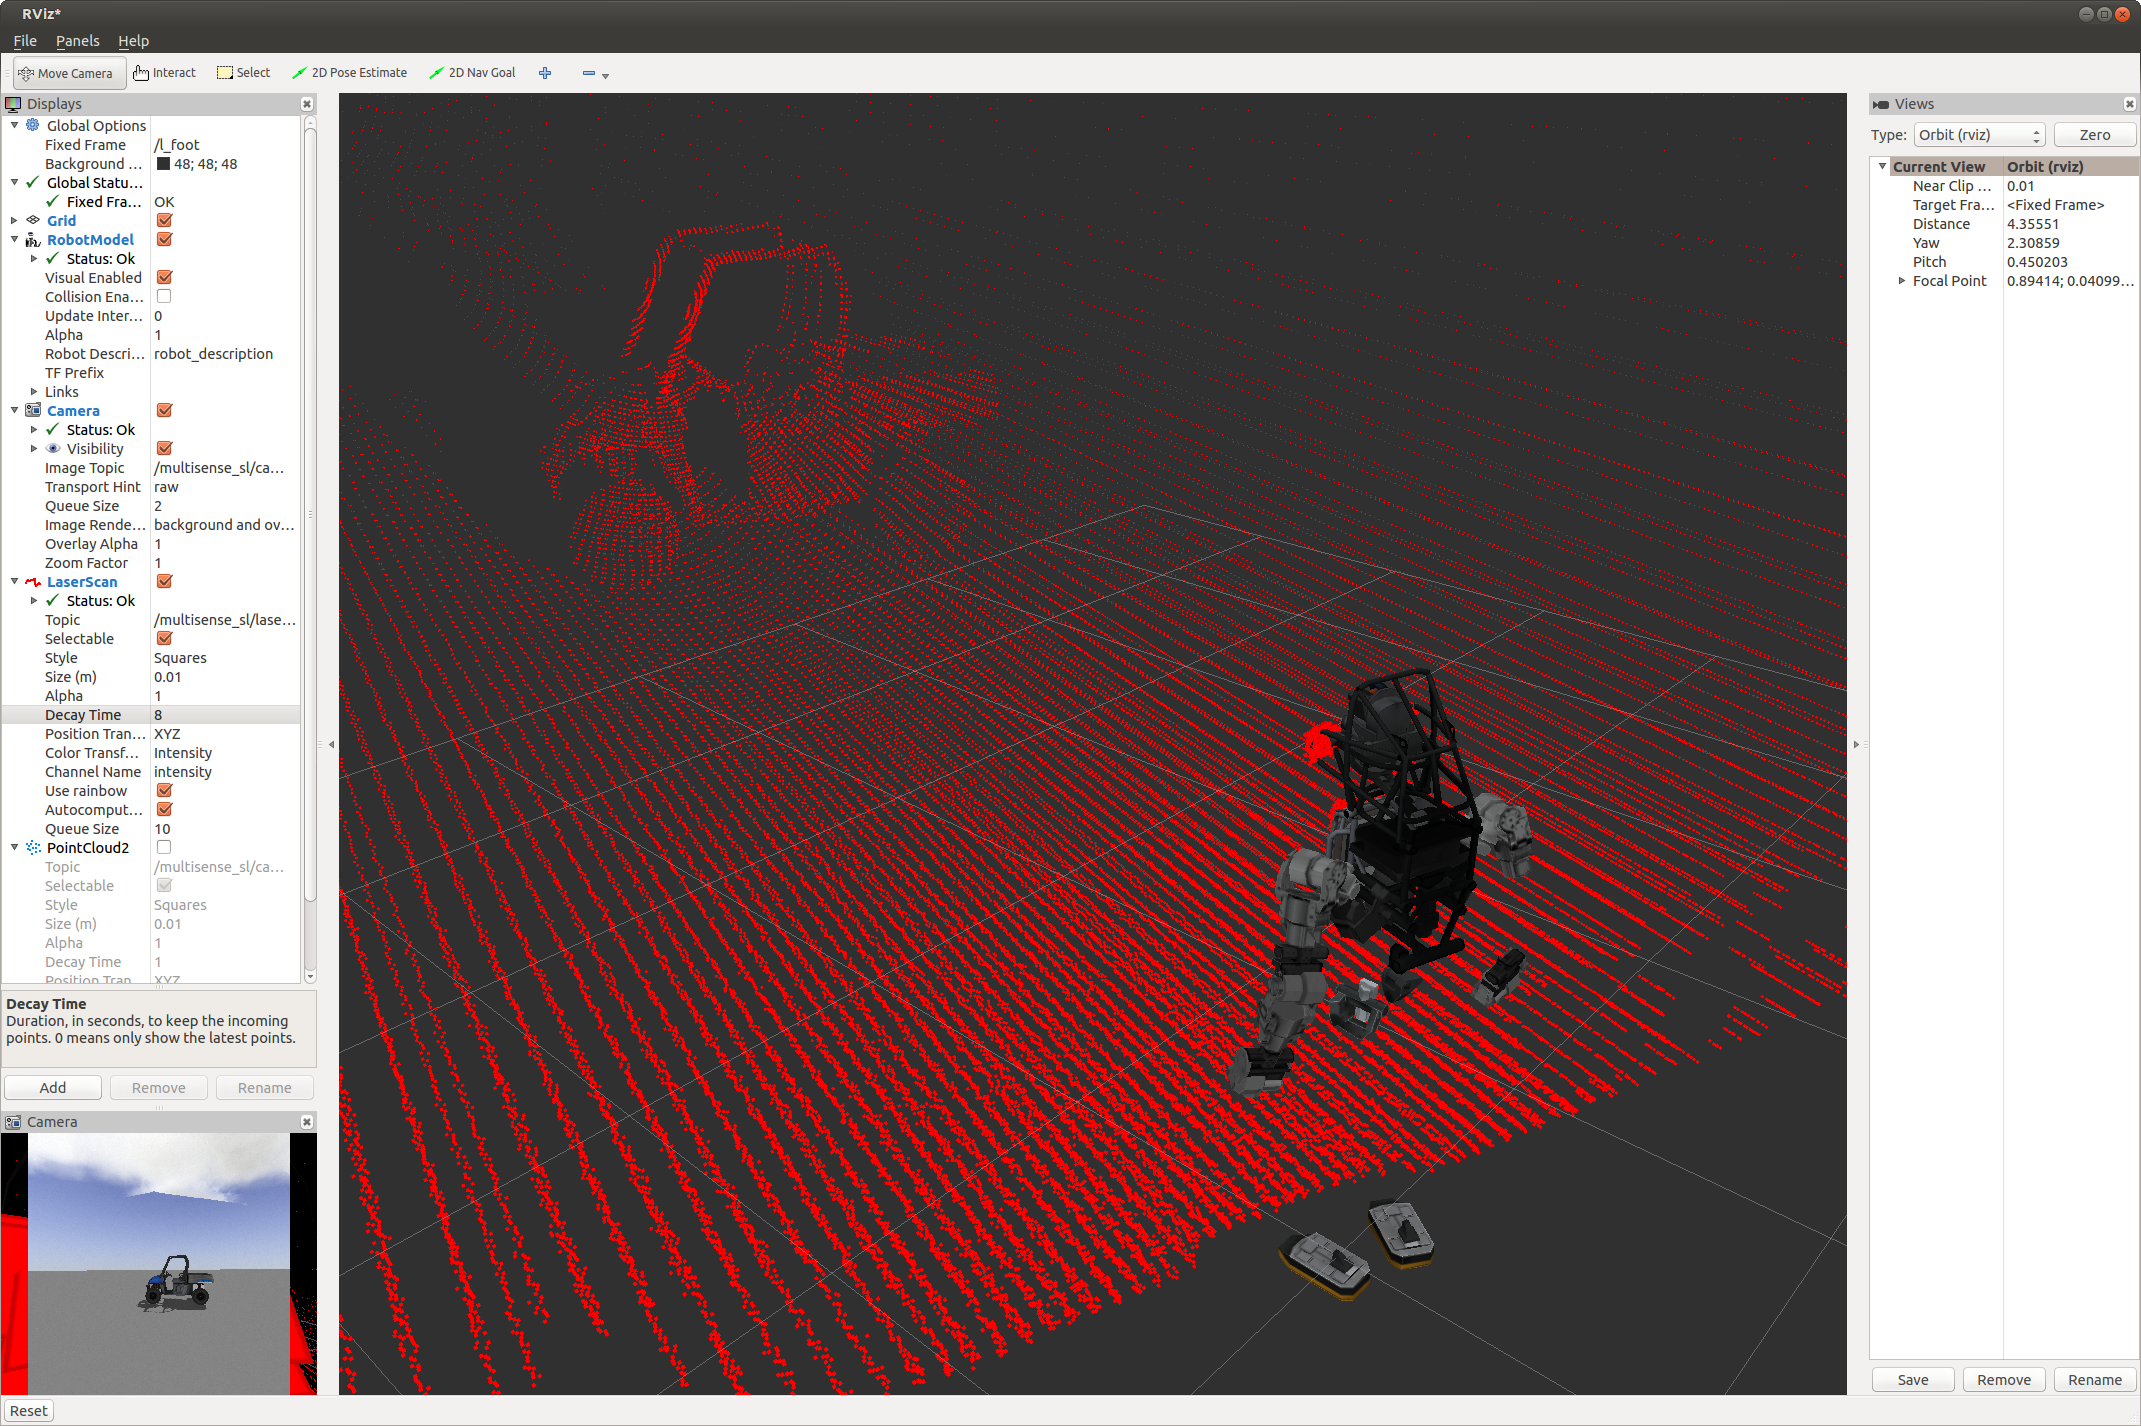 RViz*
File Panels Help
Move Camera Interact Select 2D Pose Estimate 2D Nav Goal
Displays
Global Options
Fixed Frame /l_foot
Background ... 48; 48; 48
Global Statu...
Fixed Fra... OK
Grid
RobotModel
Status: Ok
Visual Enabled
Collision Ena...
Update Inter... 0
Alpha 1
Robot Descri... robot_description
TF Prefix
Links
Camera
Status: Ok
Visibility
Image Topic /multisense_sl/ca...
Transport Hint raw
Queue Size 2
Image Rende... background and ov...
Overlay Alpha 1
Zoom Factor 1
LaserScan
Status: Ok
Topic /multisense_sl/lase...
Selectable
Style Squares
Size (m) 0.01
Alpha 1
Decay Time 8
Position Tran... XYZ
Color Transf... Intensity
Channel Name intensity
Use rainbow
Autocomput...
Queue Size 10
PointCloud2
Topic /multisense_sl/ca...
Selectable
Style Squares
Size (m) 0.01
Alpha 1
Decay Time 1
Position Tran... XYZ
Decay Time
Duration, in seconds, to keep the incoming
points. 0 means only show the latest points.
Add Remove Rename
Camera
Reset
Views
Type: Orbit (rviz) Zero
Current View Orbit (rviz)
Near Clip ... 0.01
Target Fra... <Fixed Frame>
Distance 4.35551
Yaw 2.30859
Pitch 0.450203
Focal Point 0.89414; 0.04099...
Save Remove Rename